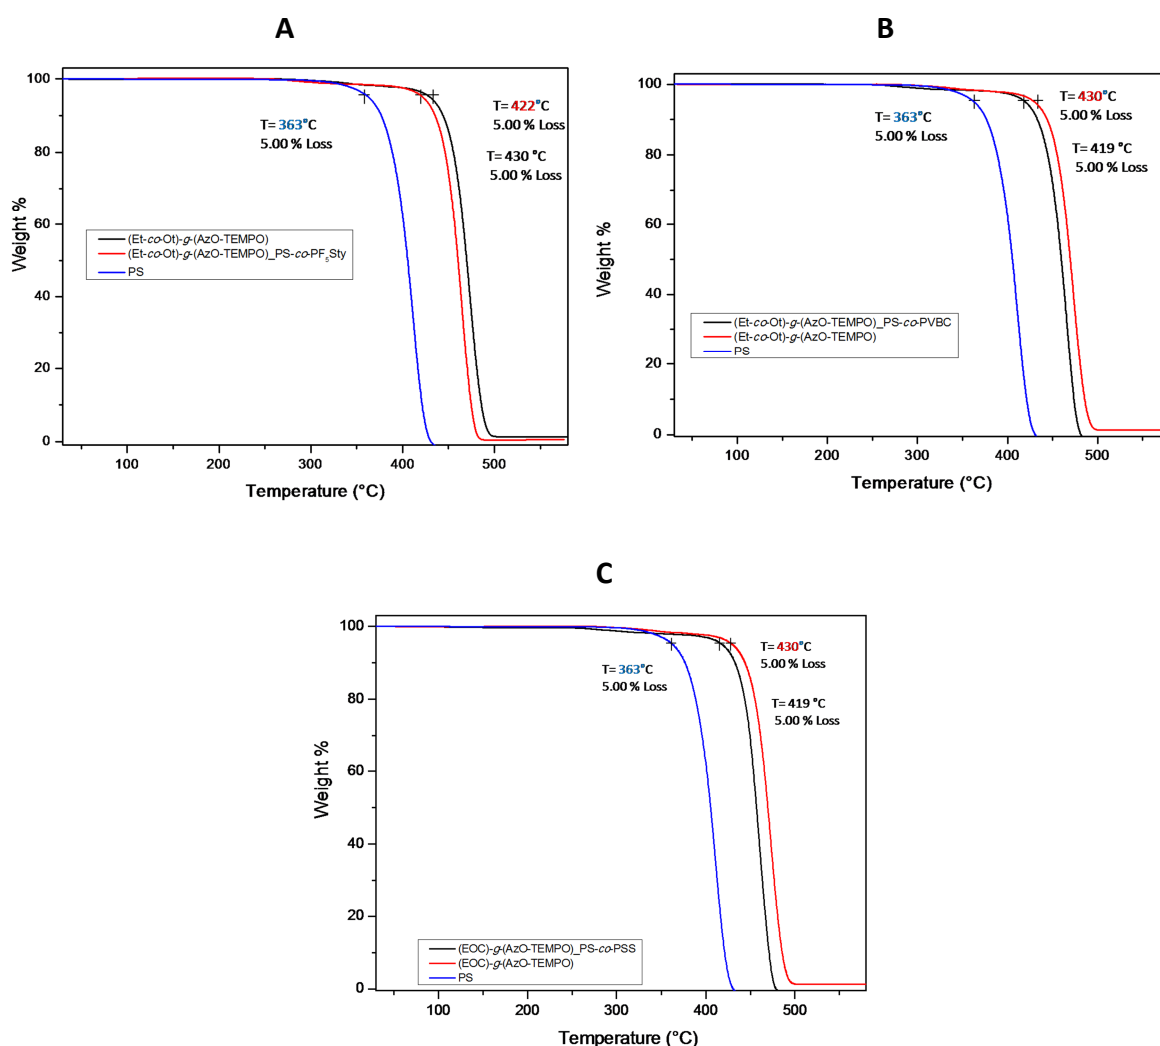 A
100
80
60
40
20
0
Weight %
T= 363°C
5.00 % Loss
T= 422°C
5.00 % Loss
T= 430 °C
5.00 % Loss
(Et-co-Ot)-g-(AzO-TEMPO)
(Et-co-Ot)-g-(AzO-TEMPO)_PS-co-PF5Sty
PS
100 200 300 400 500
Temperature (°C)
B
100
80
60
40
20
0
Weight %
T= 363°C
5.00 % Loss
T= 430°C
5.00 % Loss
T= 419 °C
5.00 % Loss
(Et-co-Ot)-g-(AzO-TEMPO)_PS-co-PVBC
(Et-co-Ot)-g-(AzO-TEMPO)
PS
100 200 300 400 500
Temperature (°C)
C
100
80
60
40
20
0
Weight %
T= 363°C
5.00 % Loss
T= 430°C
5.00 % Loss
T= 419 °C
5.00 % Loss
(EOC)-g-(AzO-TEMPO)_PS-co-PSS
(EOC)-g-(AzO-TEMPO)
PS
100 200 300 400 500
Temperature (°C)